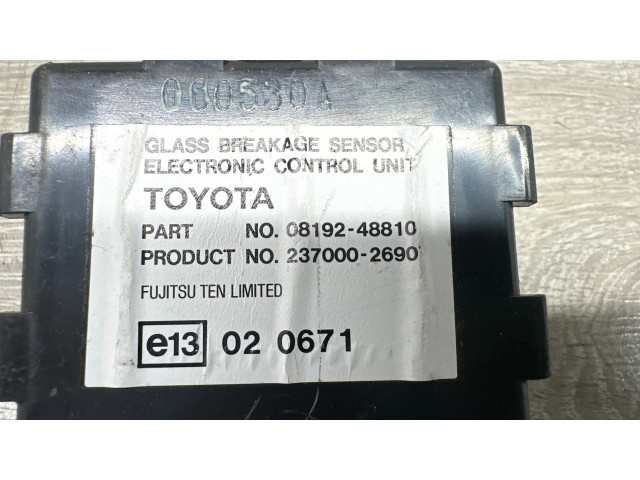 060530A
GLASS BREAKAGE SENSOR
ELECTRONIC CONTROL UNIT
TOYOTA
PART NO. 08192-48810
PRODUCT NO. 237000-2690
FUJITSU TEN LIMITED
e13 02 0671